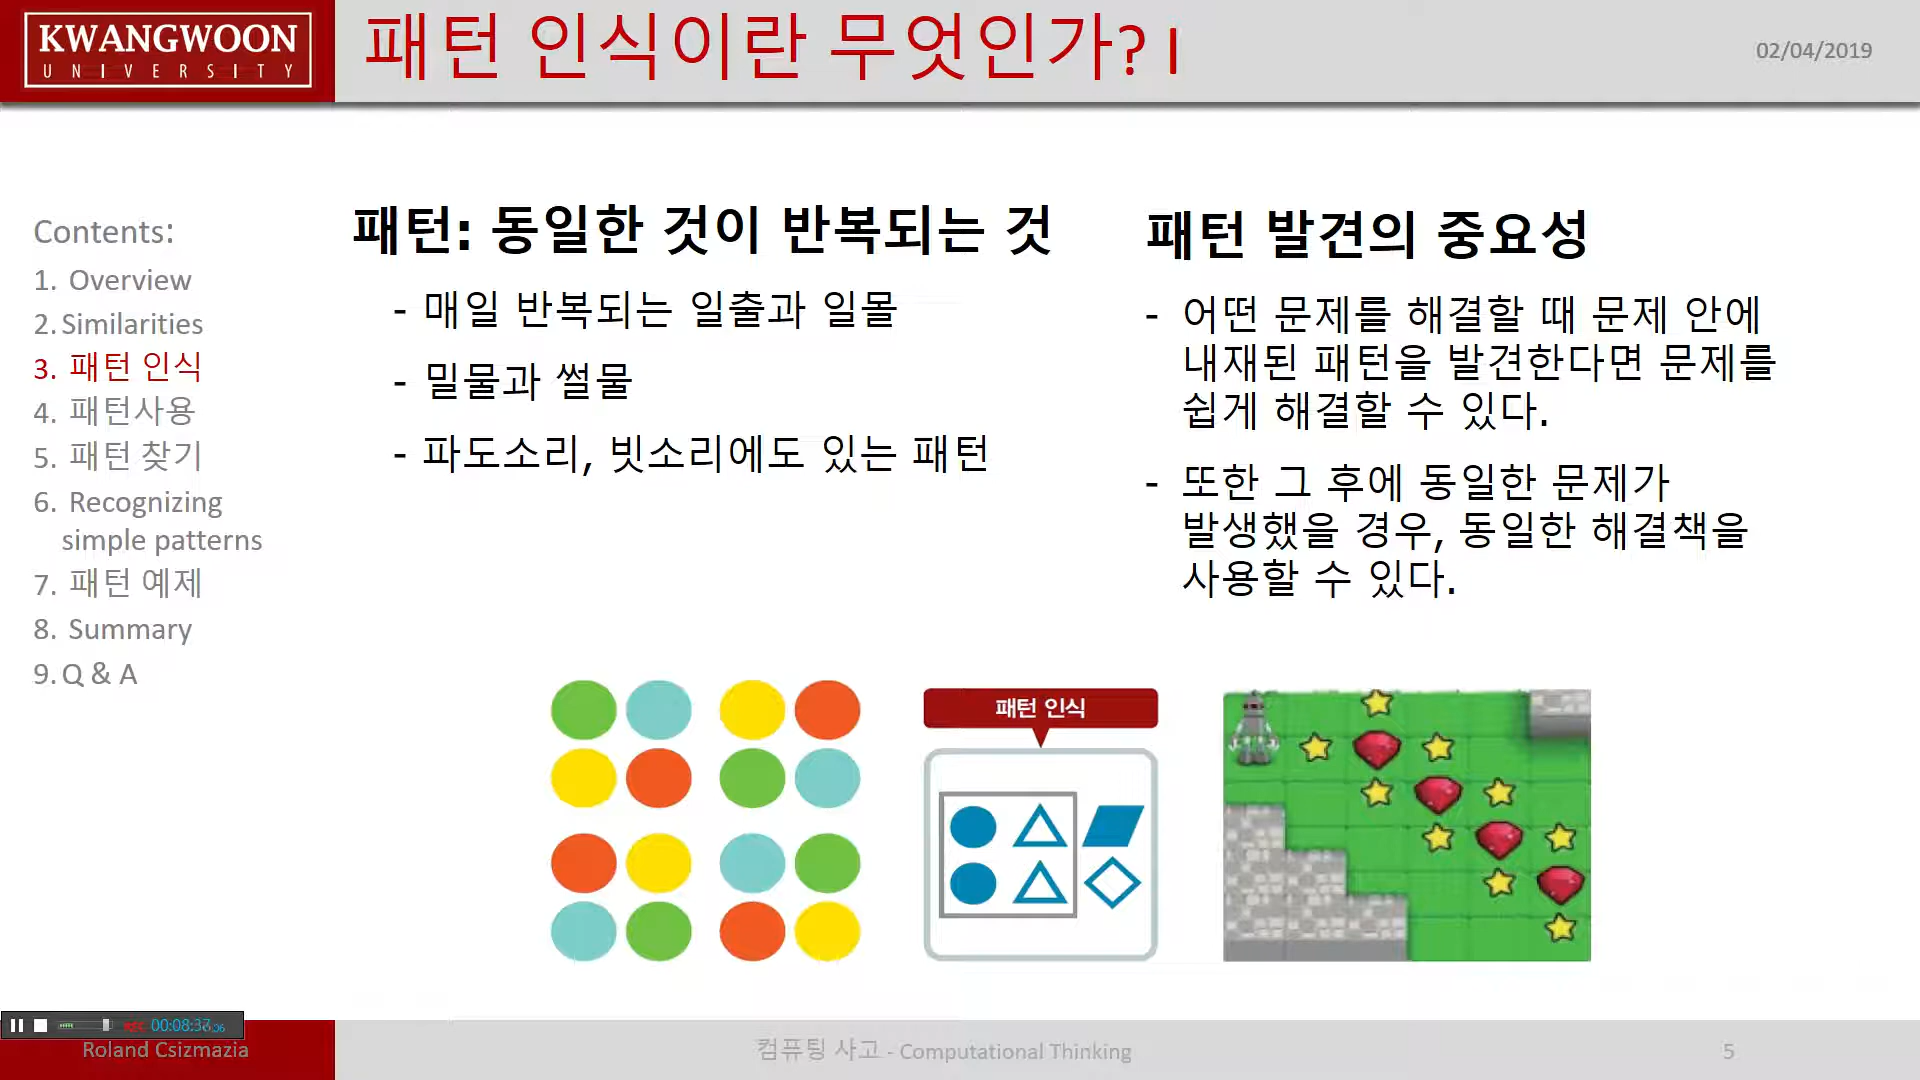 KWANGWOON
UNIVERSITY
패턴 인식이란 무엇인가? I
02/04/2019
Contents:
1. Overview
2. Similarities
3. 패턴 인식
4. 패턴사용
5. 패턴 찾기
6. Recognizing
simple patterns
7. 패턴 예제
8. Summary
9. Q & A
패턴: 동일한 것이 반복되는 것
- 매일 반복되는 일출과 일몰
- 밀물과 썰물
- 파도소리, 빗소리에도 있는 패턴
패턴 발견의 중요성
- 어떤 문제를 해결할 때 문제 안에
내재된 패턴을 발견한다면 문제를
쉽게 해결할 수 있다.
- 또한 그 후에 동일한 문제가
발생했을 경우, 동일한 해결책을
사용할 수 있다.
패턴 인식
REC 00:08:37
Roland Csizmazia
컴퓨팅 사고 - Computational Thinking
5